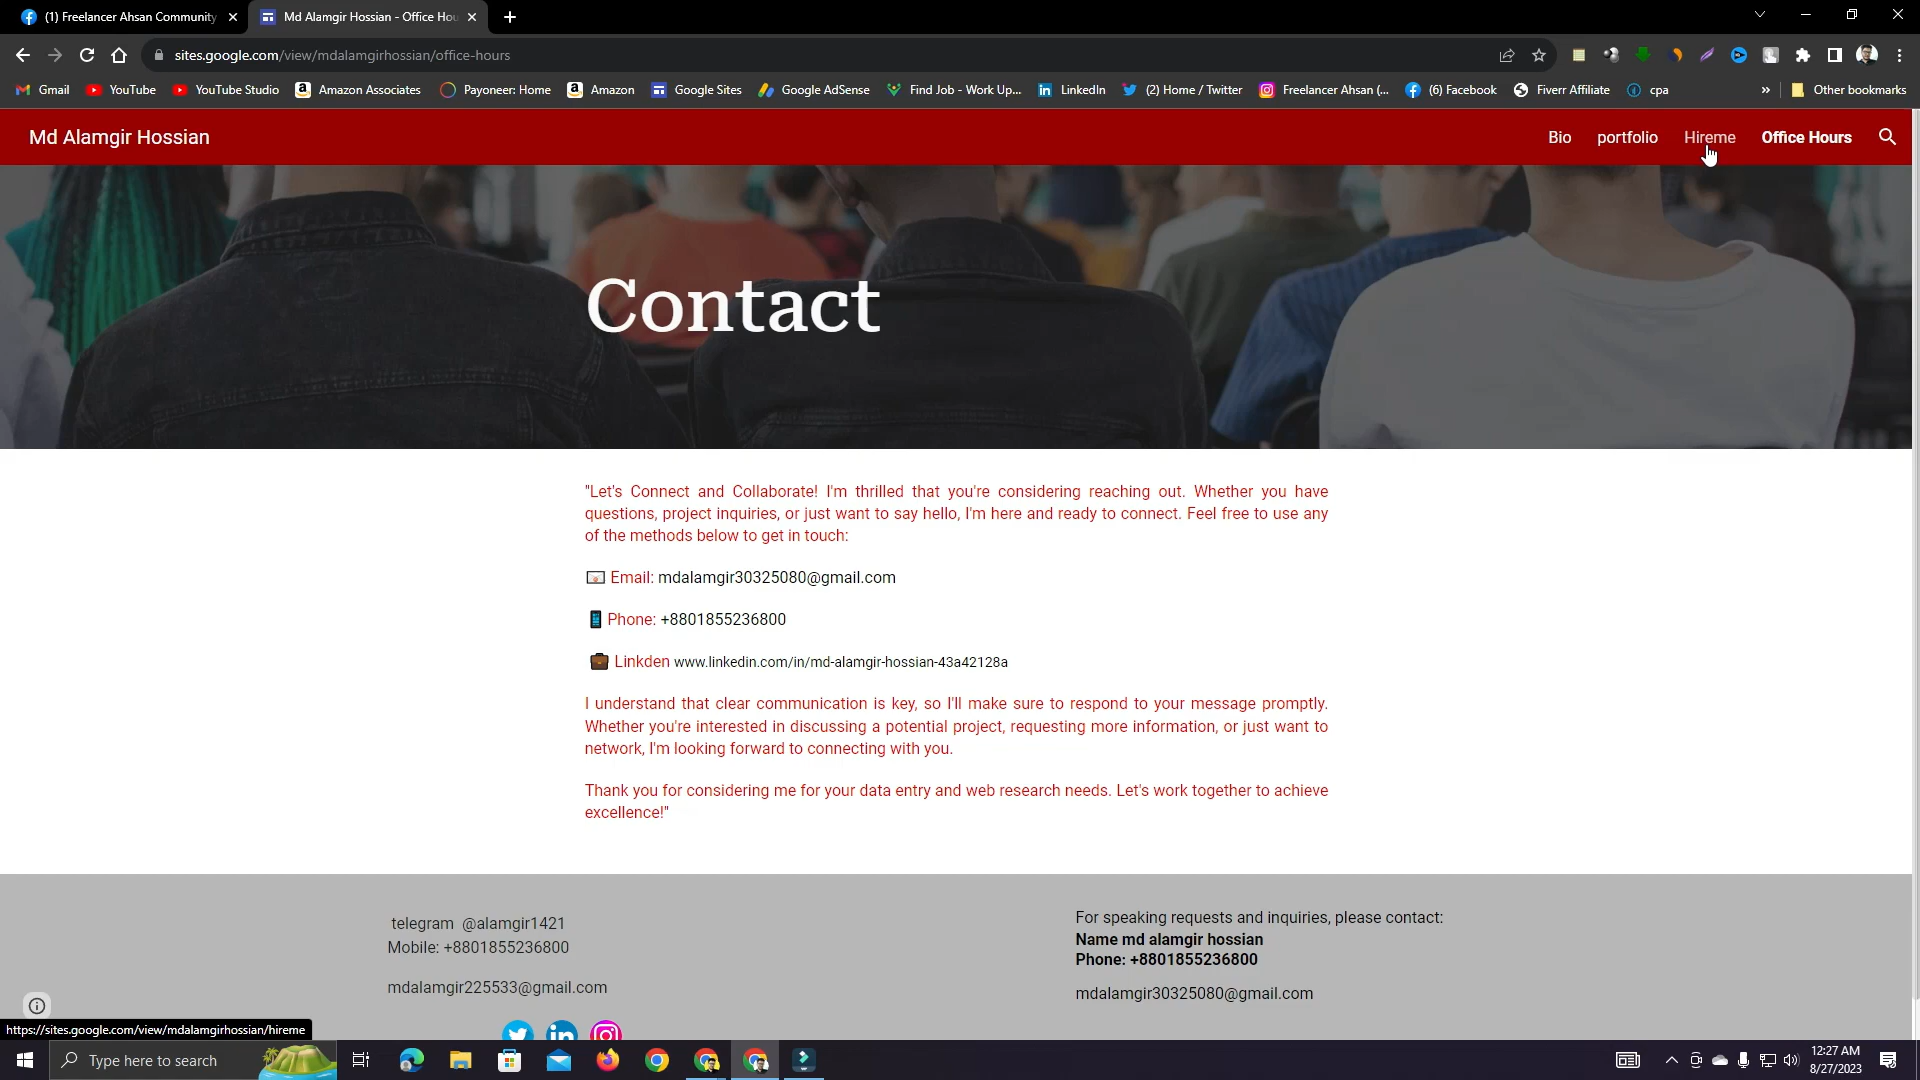 (1) Freelancer Ahsan Community
Md Alamgir Hossian - Office Hou
sites.google.com/view/mdalamgirhossian/office-hours
Gmail
YouTube
YouTube Studio
Amazon Associates
Payoneer: Home
Amazon
Google Sites
Google AdSense
Find Job - Work Up...
LinkedIn
(2) Home / Twitter
Freelancer Ahsan (...
(6) Facebook
Fiverr Affiliate
cpa
»
Other bookmarks
Md Alamgir Hossian
Bio
portfolio
Hireme
Office Hours
Contact
"Let's Connect and Collaborate! I'm thrilled that you're considering reaching out. Whether you have
questions, project inquiries, or just want to say hello, I'm here and ready to connect. Feel free to use any
of the methods below to get in touch:
Email: mdalamgir30325080@gmail.com
Phone: +8801855236800
Linkden www.linkedin.com/in/md-alamgir-hossian-43a42128a
I understand that clear communication is key, so I'll make sure to respond to your message promptly.
Whether you're interested in discussing a potential project, requesting more information, or just want to
network, I'm looking forward to connecting with you.
Thank you for considering me for your data entry and web research needs. Let's work together to achieve
excellence!"
telegram @alamgir1421
Mobile: +8801855236800
mdalamgir225533@gmail.com
For speaking requests and inquiries, please contact:
Name md alamgir hossian
Phone: +8801855236800
mdalamgir30325080@gmail.com
https://sites.google.com/view/mdalamgirhossian/hireme
Type here to search
12:27 AM
8/27/2023